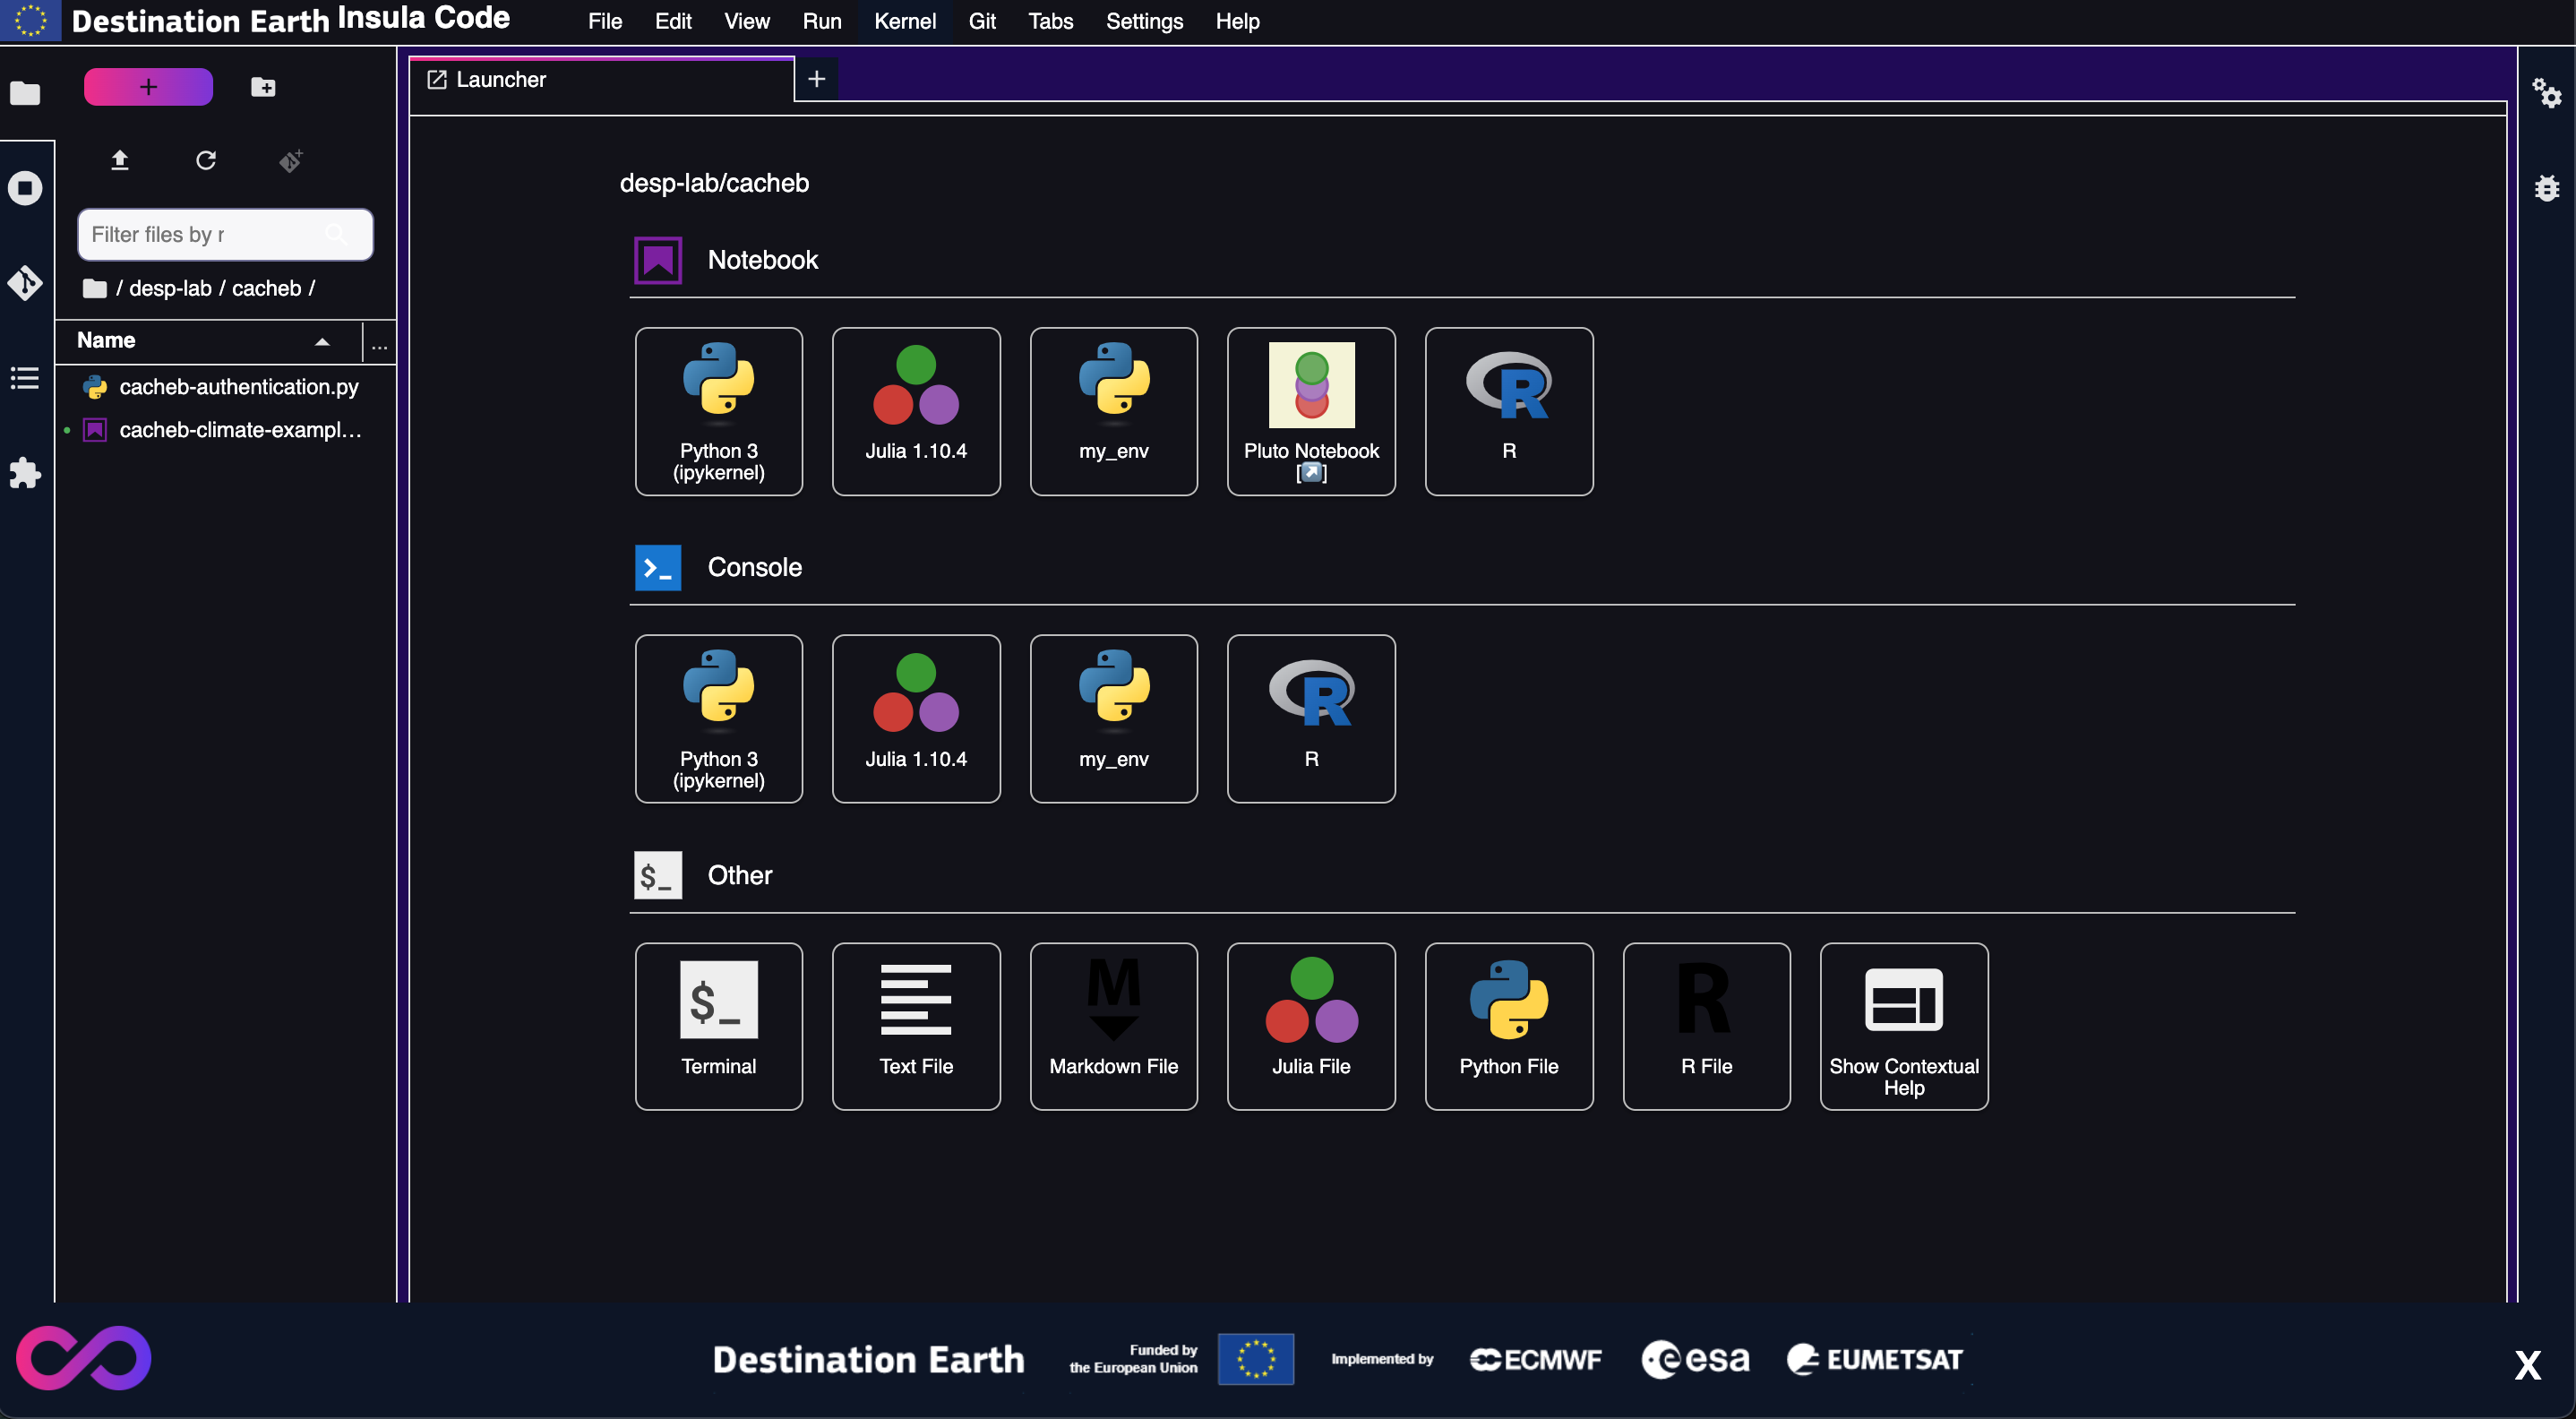 Destination Earth Insula Code
File Edit View Run Kernel Git Tabs Settings Help
Launcher
Filter files by r
/ desp-lab / cacheb /
Name
...
cacheb-authentication.py
cacheb-climate-exampl...
desp-lab/cacheb
Notebook
Python 3
(ipykernel)
Julia 1.10.4
my_env
Pluto Notebook
[↗]
R
Console
Python 3
(ipykernel)
Julia 1.10.4
my_env
R
$_ Other
$_
Terminal
Text File
M
Markdown File
Julia File
Python File
R
R File
Show Contextual
Help
Destination Earth
Funded by
the European Union
Implemented by
ECMWF
esa
EUMETSAT
X